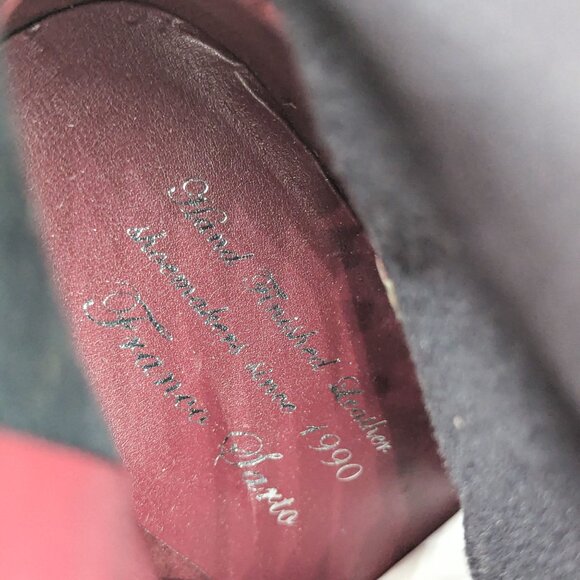 Hand Finished Leather
shoemakers since 1990
Franco Sarto